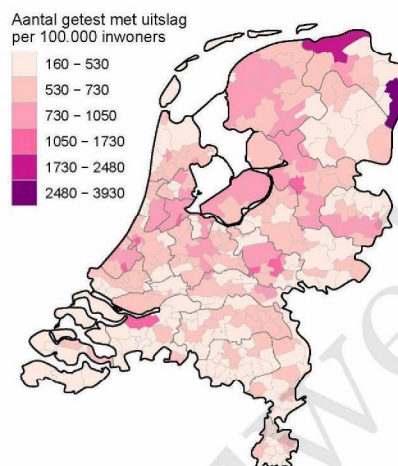 Aantal getest met uitslag
per 100.000 inwoners
160 – 530
530 – 730
730 – 1050
1050 – 1730
1730 – 2480
2480 – 3930